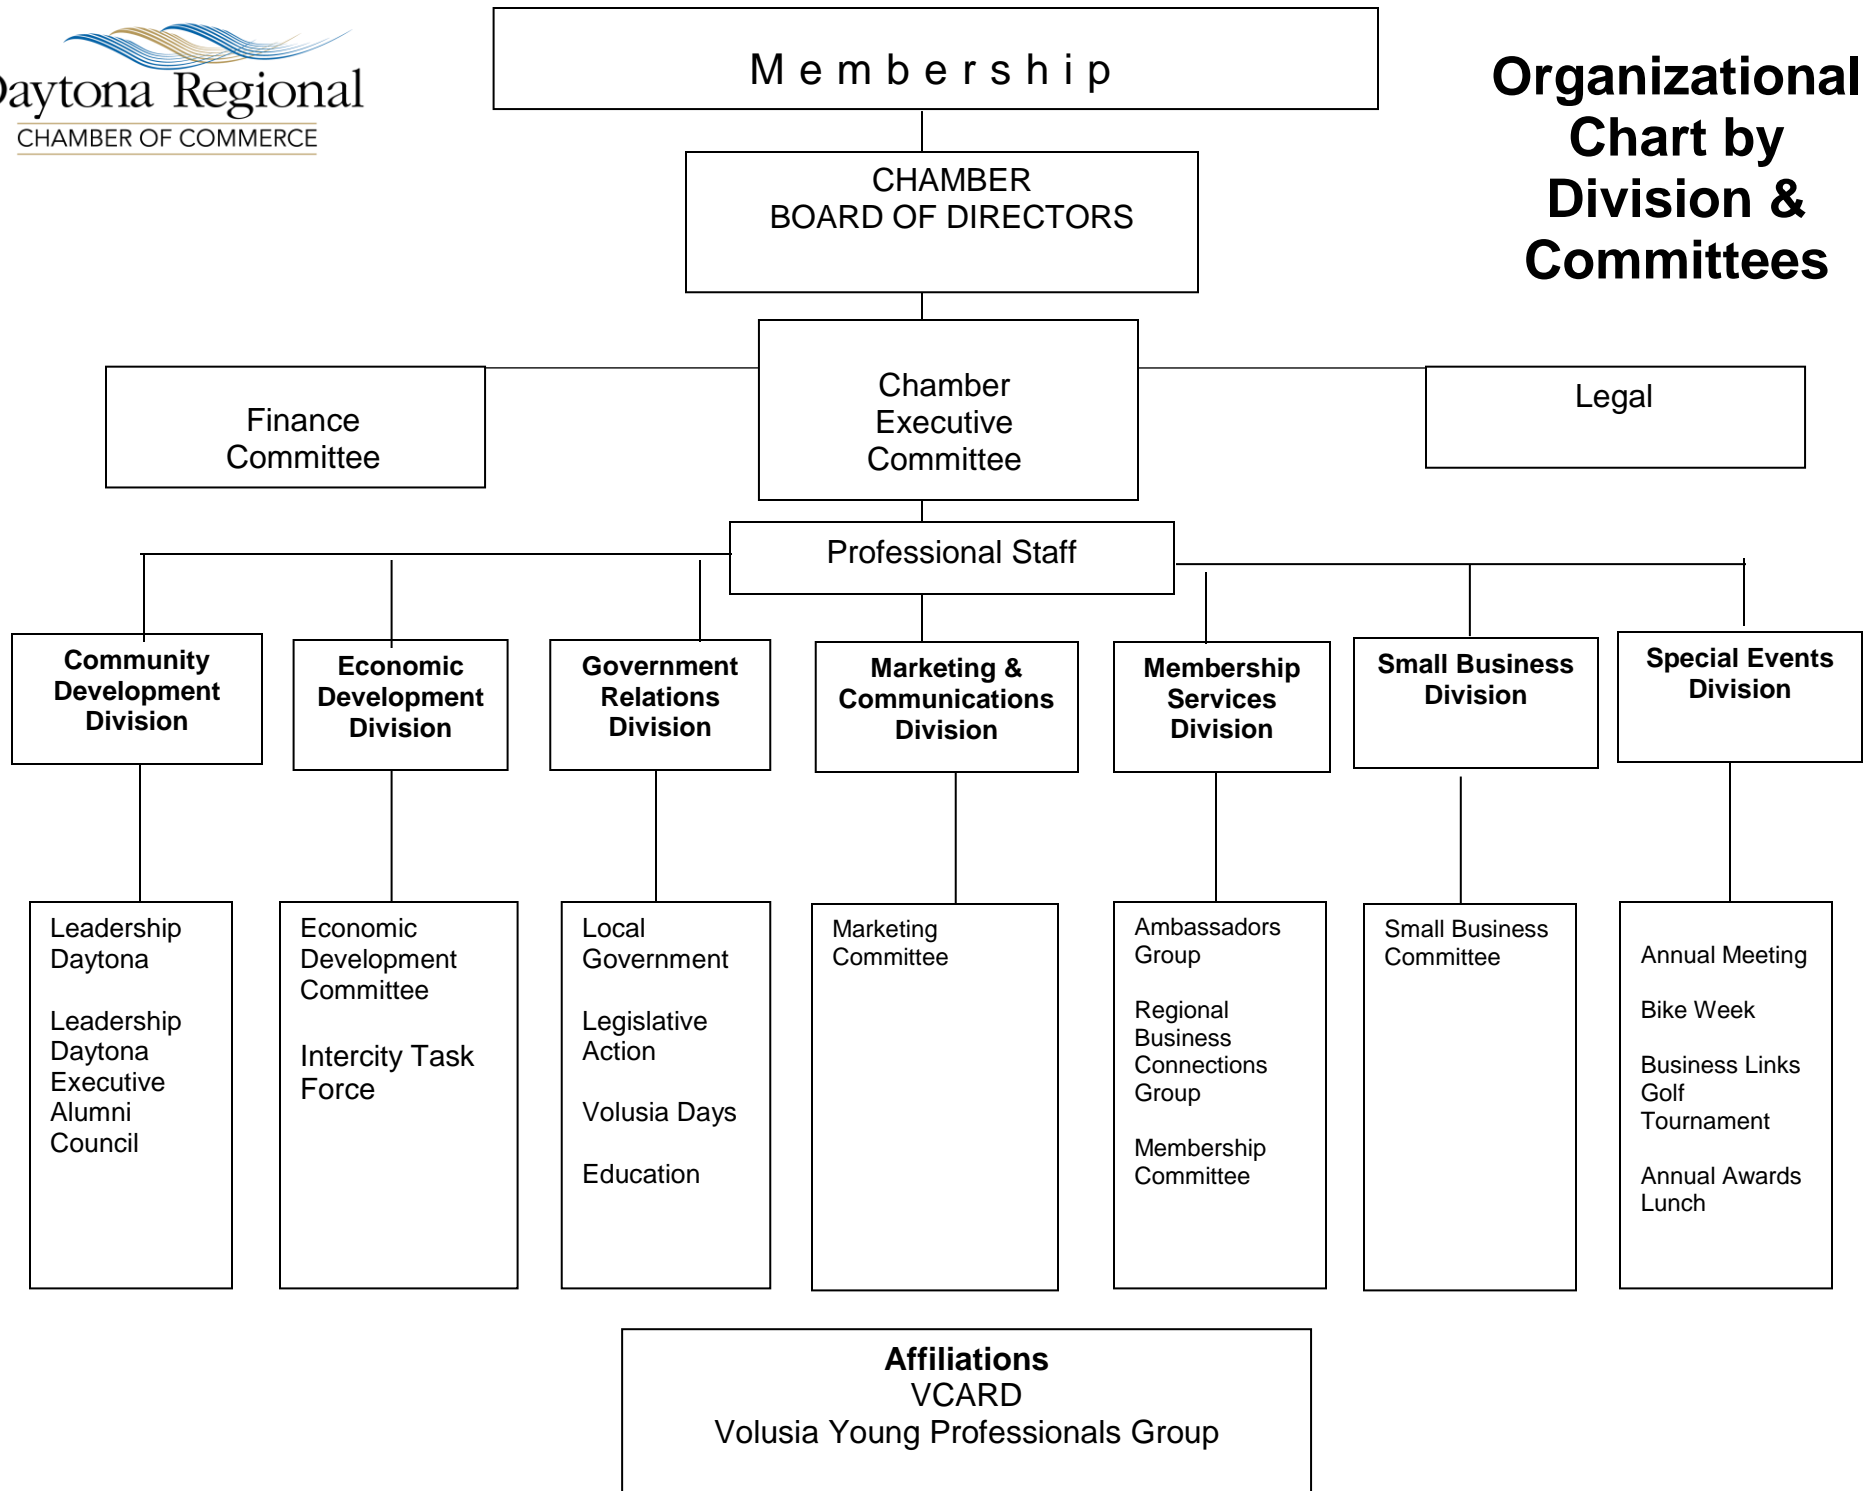 Daytona Regional
CHAMBER OF COMMERCE
M e m b e r s h i p
Organizational
Chart by
Division &
Committees
CHAMBER
BOARD OF DIRECTORS
Finance
Committee
Chamber
Executive
Committee
Legal
Professional Staff
Community
Development
Division
Economic
Development
Division
Government
Relations
Division
Marketing &
Communications
Division
Membership
Services
Division
Small Business
Division
Special Events
Division
Leadership
Daytona
Leadership
Daytona
Executive
Alumni
Council
Economic
Development
Committee
Intercity Task
Force
Local
Government
Legislative
Action
Volusia Days
Education
Marketing
Committee
Ambassadors
Group
Regional
Business
Connections
Group
Membership
Committee
Small Business
Committee
Annual Meeting
Bike Week
Business Links
Golf
Tournament
Annual Awards
Lunch
Affiliations
VCARD
Volusia Young Professionals Group